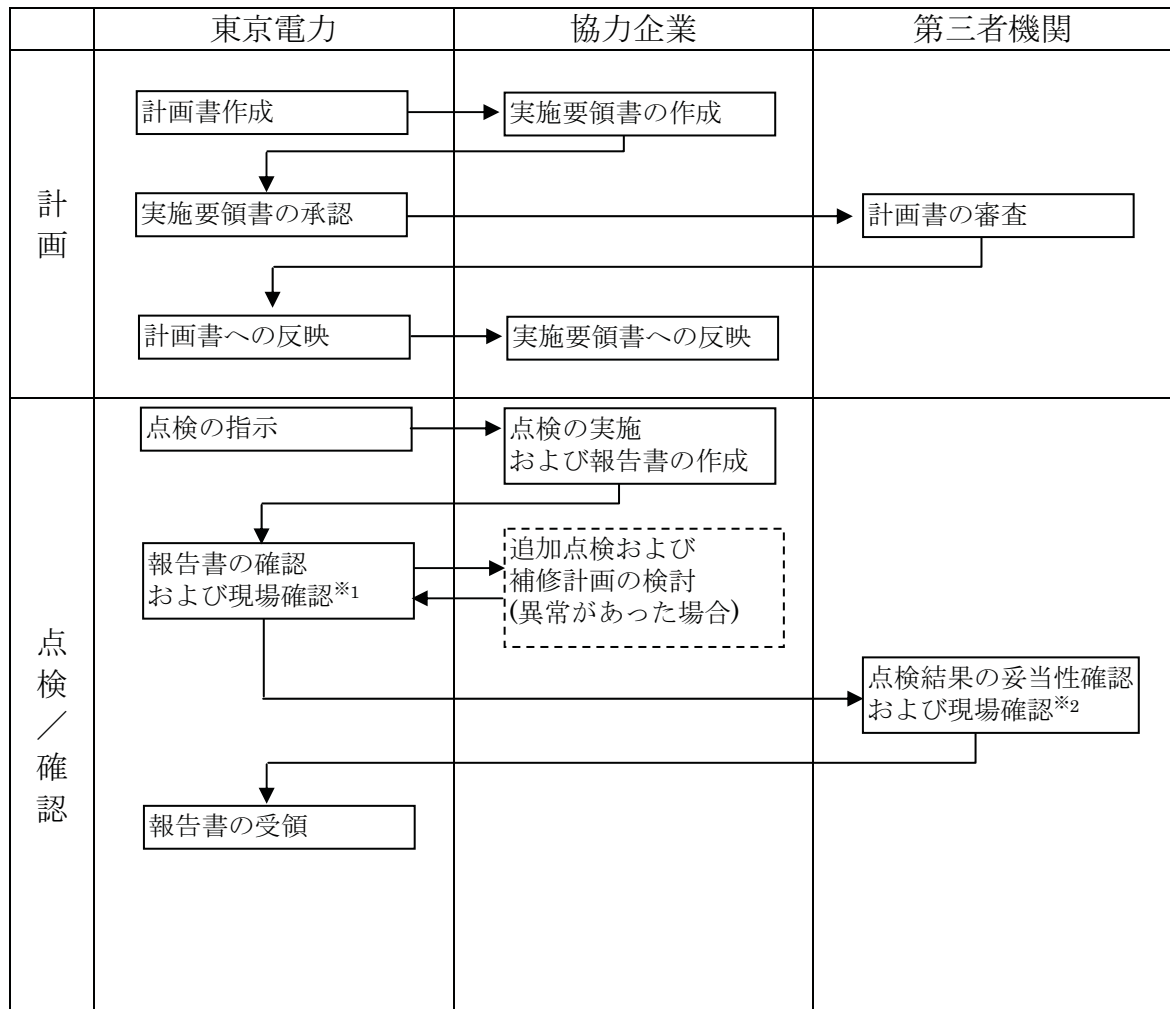 東京電力
協力企業
第三者機関
計画
計画書作成
実施要領書の作成
実施要領書の承認
計画書の審査
計画書への反映
実施要領書への反映
点検／確認
点検の指示
点検の実施
および報告書の作成
報告書の確認
および現場確認※1
追加点検および
補修計画の検討
(異常があった場合)
点検結果の妥当性確認
および現場確認※2
報告書の受領